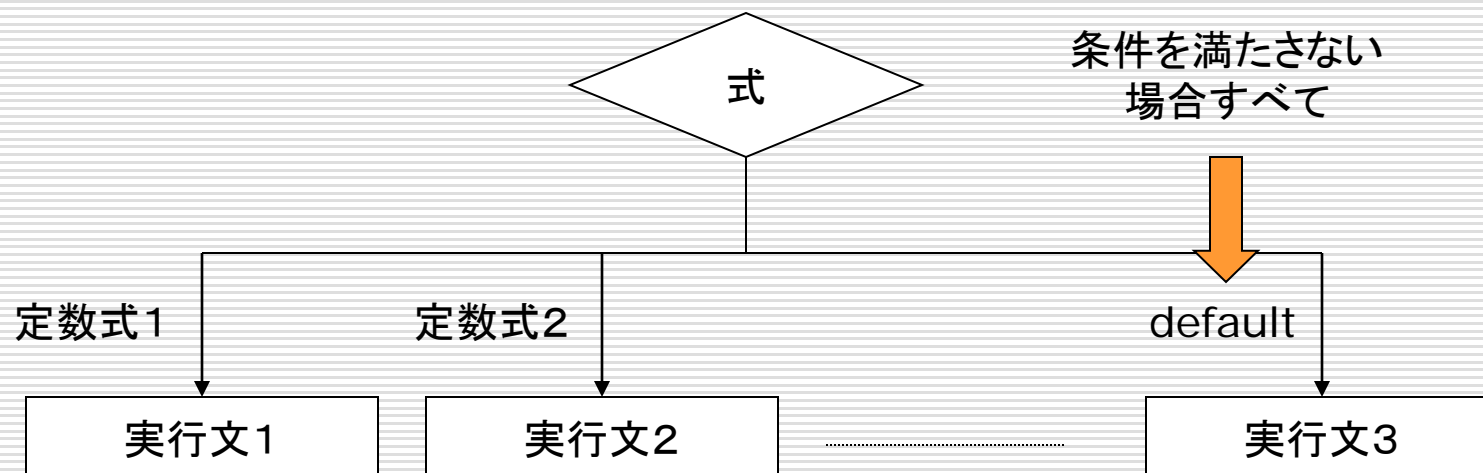 式
条件を満たさない
場合すべて
定数式１
定数式２
default
実行文１
実行文２
実行文３